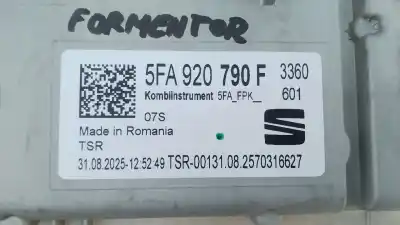 FORMENTOR
5FA 920 790 F 3360
Kombiinstrument 5FA_FPK__ 601
07S
Made in Romania
TSR
31.08.2025-12:52:49 TSR-00131.08.2570316627